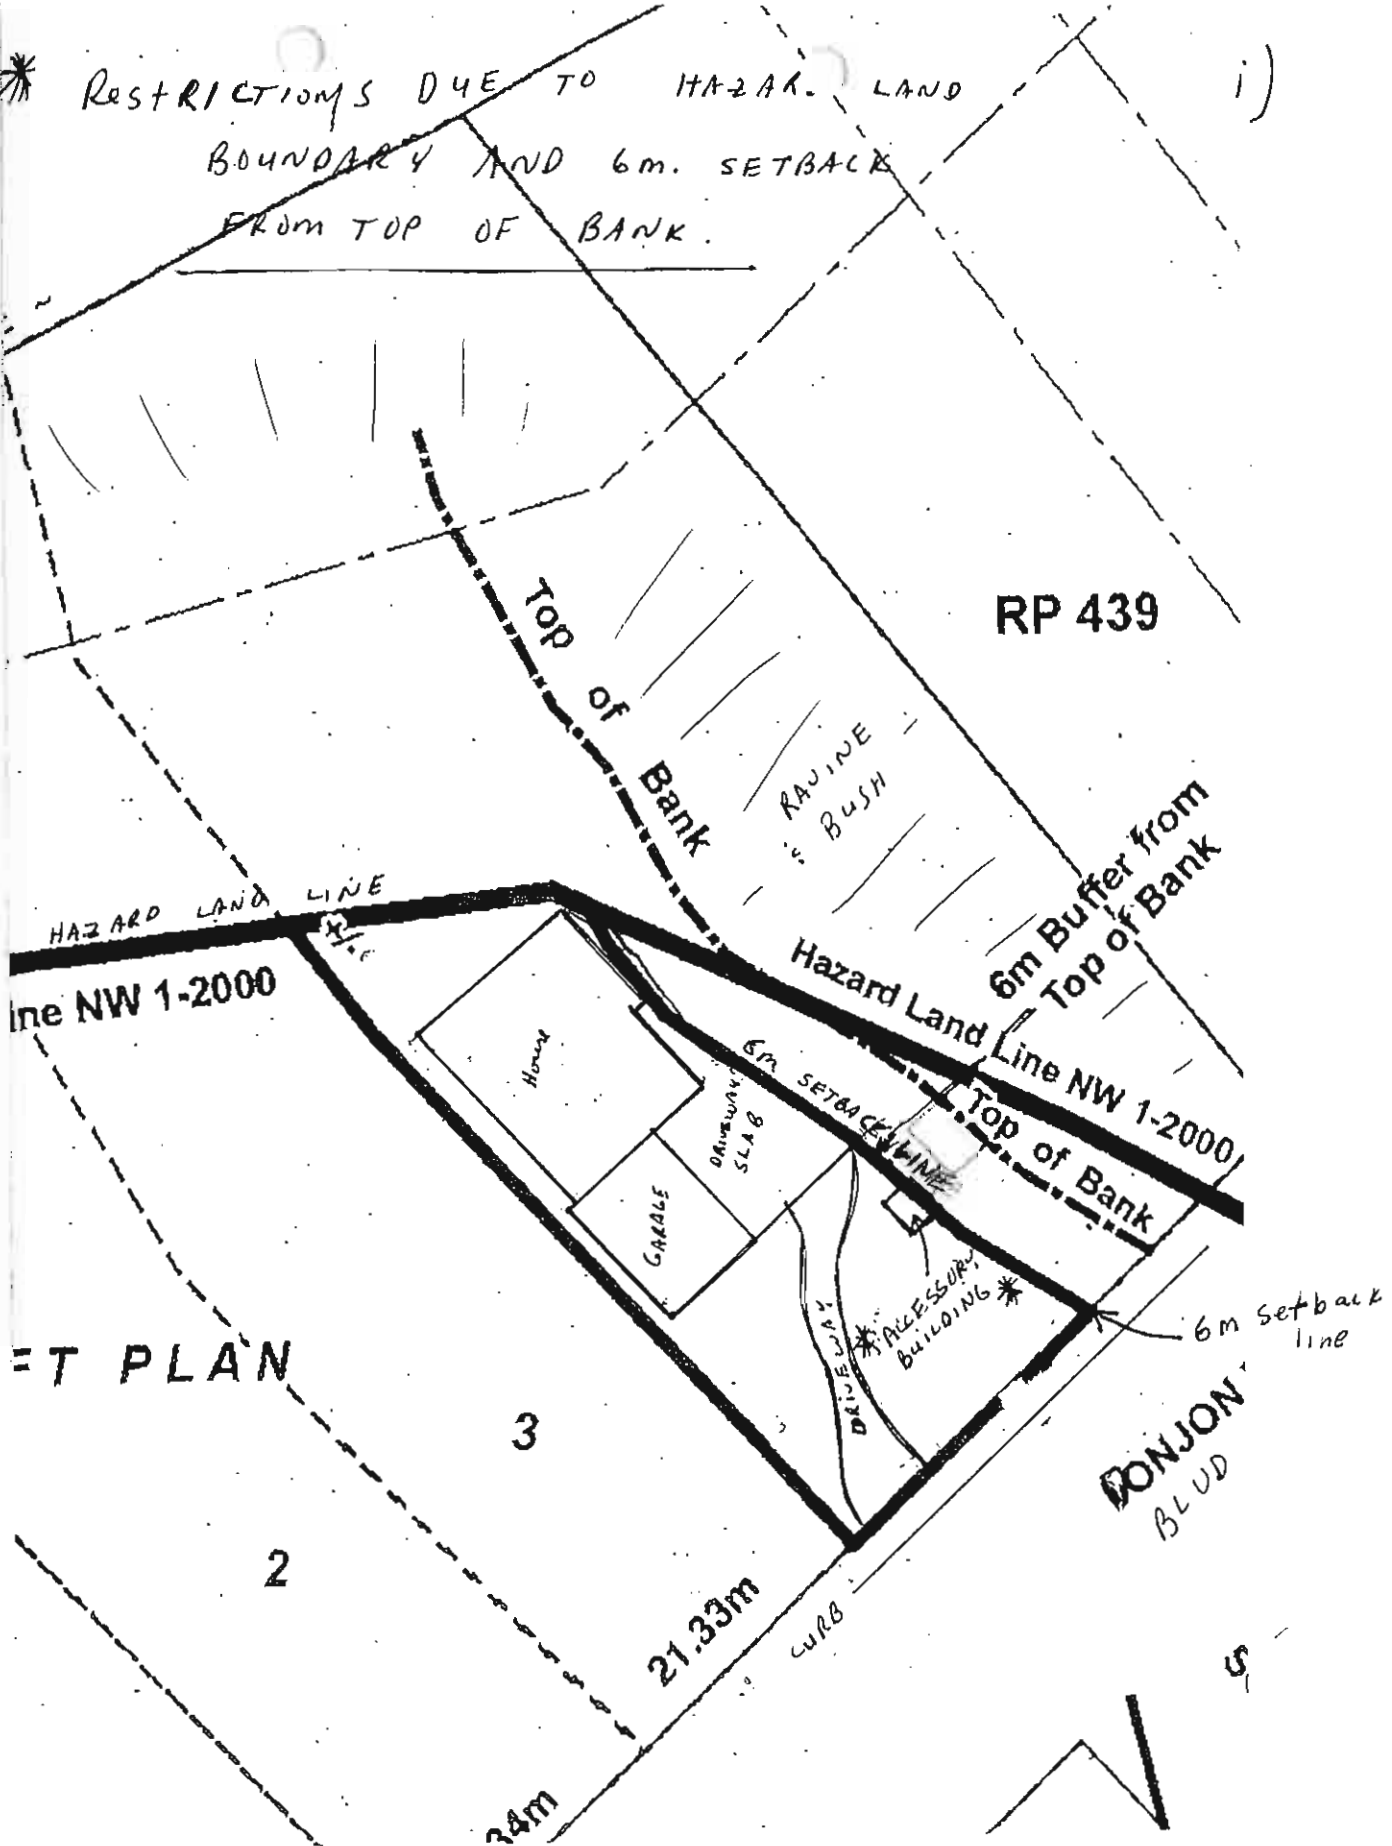 RESTRICTIONS DUE TO HAZAR. LAND
BOUNDARY AND 6m. SETBACK
FROM TOP OF BANK.
i)
RP 439
Top of Bank
RAVINE
BUSH
6m Buffer from
Top of Bank
HAZARD LAND LINE
ine NW 1-2000
Hazard Land Line NW 1-2000
House
6m SETBACK LINE
DRIVEWAY
SLAB
Top of Bank
GARAGE
ACCESSORY
BUILDING
DRIVEWAY
6m setback
line
FT PLAN
3
DONJON
BLVD
2
21.33m
CURB
34m